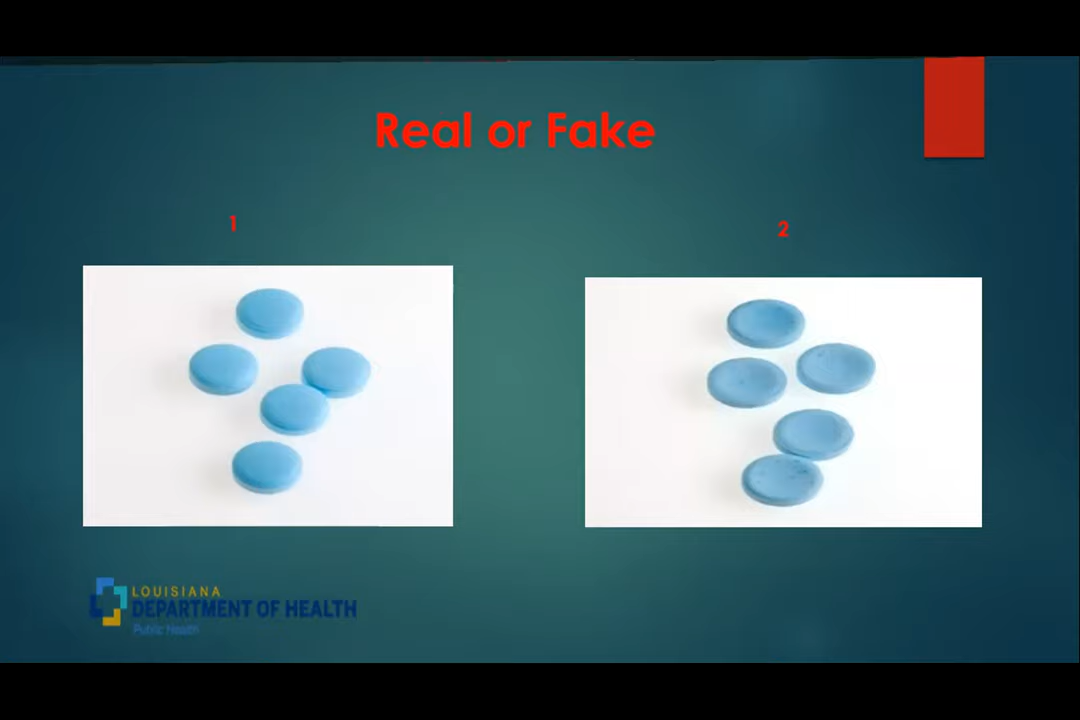 Real or Fake
1
2
LOUISIANA
DEPARTMENT OF HEALTH
Public Health